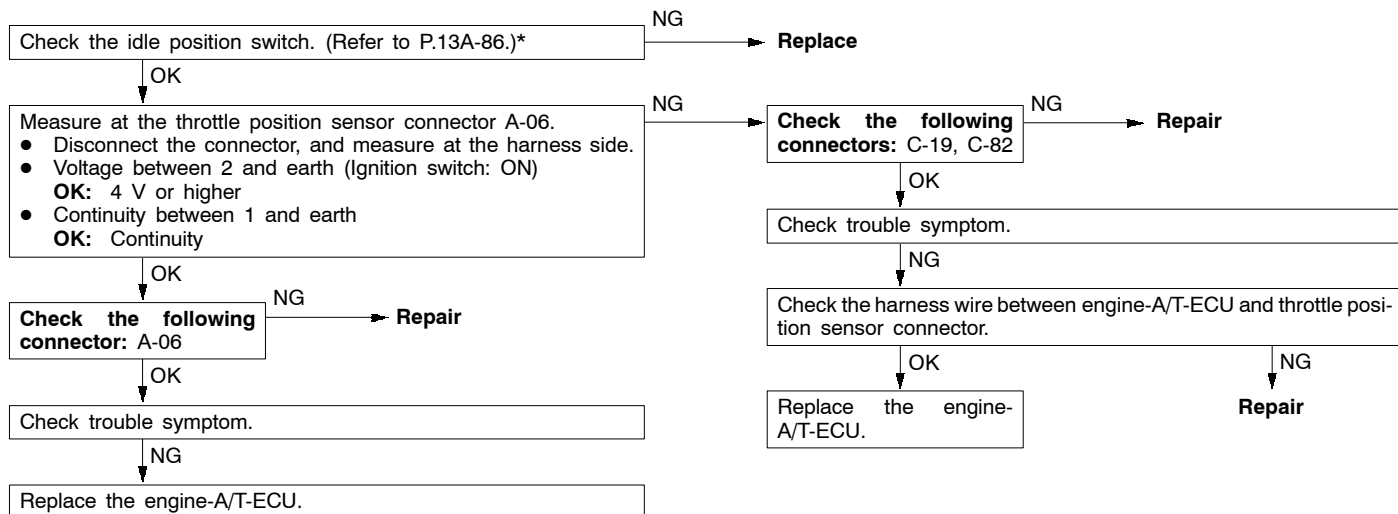 Check the idle position switch. (Refer to P.13A-86.)*
NG
Replace
OK
Measure at the throttle position sensor connector A-06.
● Disconnect the connector, and measure at the harness side.
● Voltage between 2 and earth (Ignition switch: ON)
OK: 4 V or higher
● Continuity between 1 and earth
OK: Continuity
NG
Check the following
connectors: C-19, C-82
NG
Repair
OK
Check trouble symptom.
NG
Check the harness wire between engine-A/T-ECU and throttle posi-
tion sensor connector.
OK
Replace the engine-
A/T-ECU.
NG
Repair
OK
Check the following
connector: A-06
NG
Repair
OK
Check trouble symptom.
NG
Replace the engine-A/T-ECU.